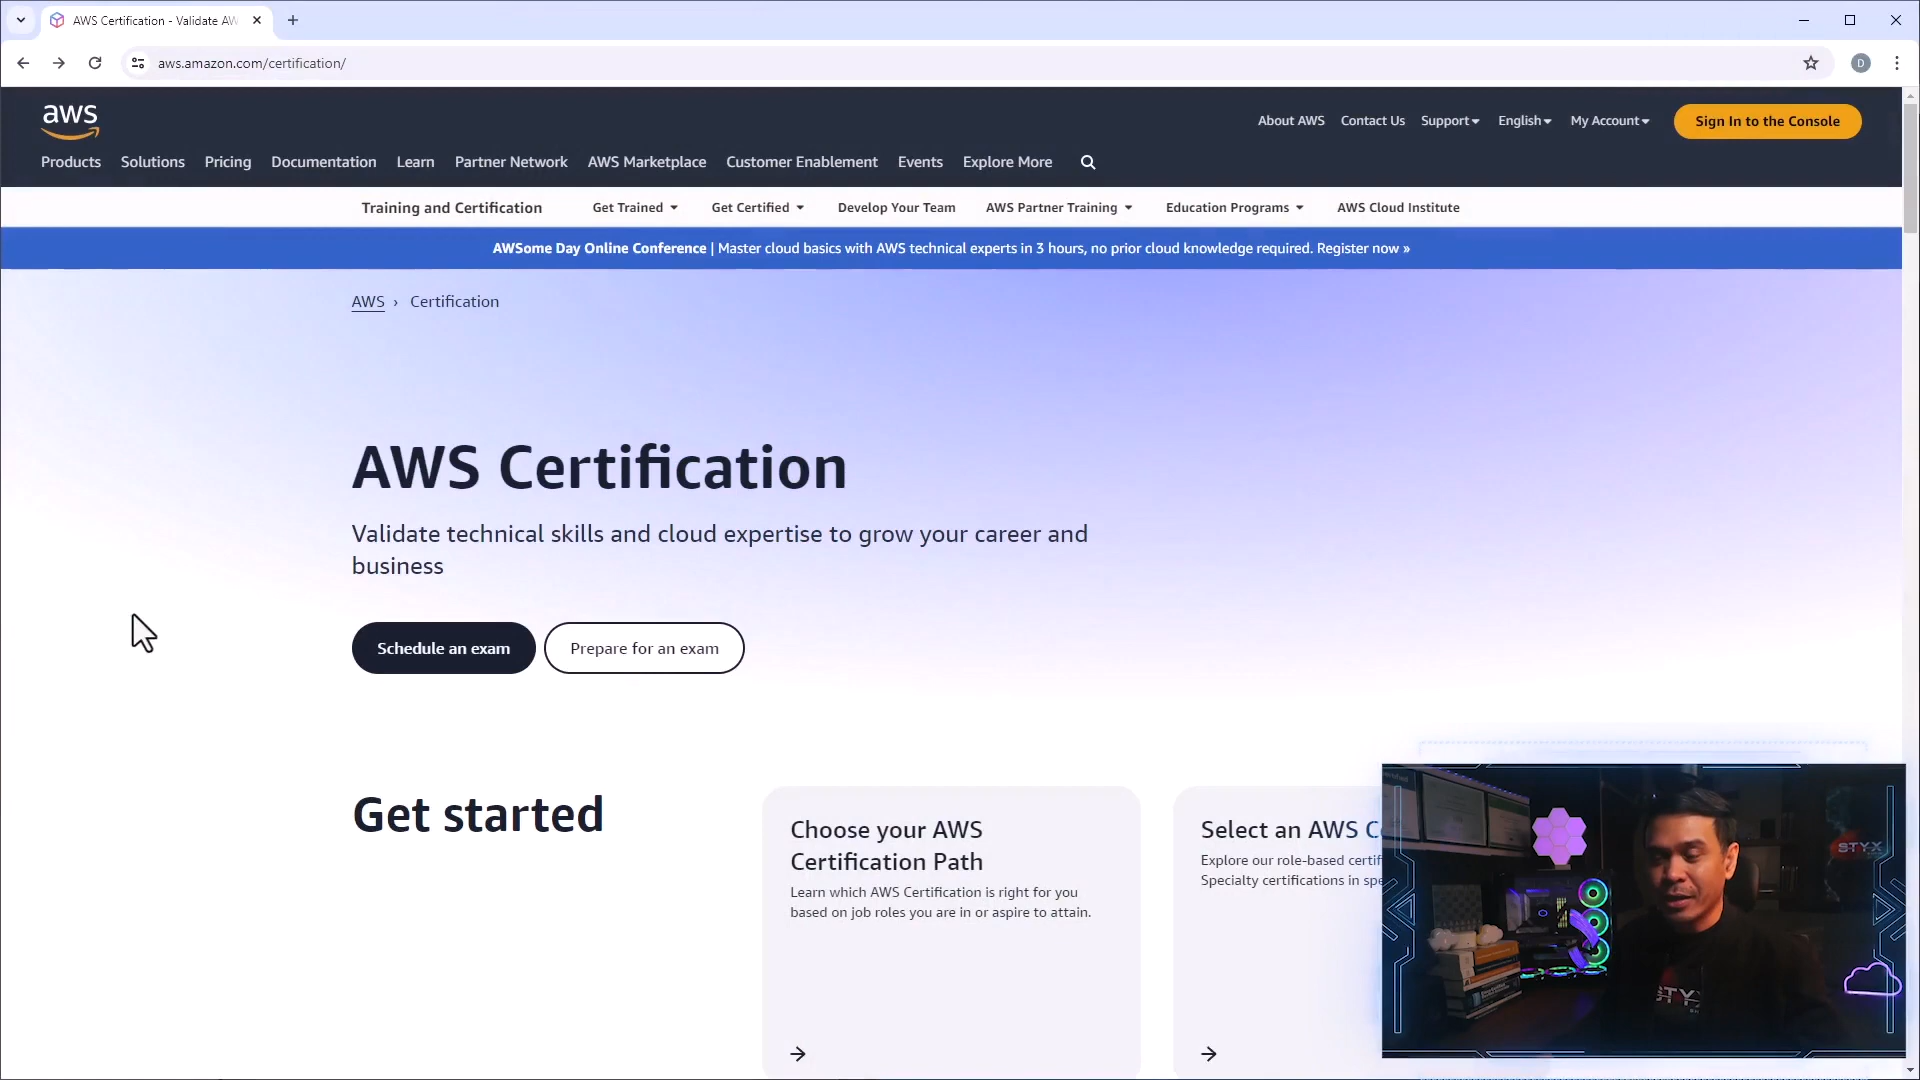 AWS Certification - Validate AW
aws.amazon.com/certification/
D
aws
About AWS Contact Us Support English My Account Sign In to the Console
Products Solutions Pricing Documentation Learn Partner Network AWS Marketplace Customer Enablement Events Explore More
Training and Certification Get Trained Get Certified Develop Your Team AWS Partner Training Education Programs AWS Cloud Institute
AWSome Day Online Conference | Master cloud basics with AWS technical experts in 3 hours, no prior cloud knowledge required. Register now »
AWS › Certification
AWS Certification
Validate technical skills and cloud expertise to grow your career and
business
Schedule an exam Prepare for an exam
Get started
Choose your AWS
Certification Path
Learn which AWS Certification is right for you
based on job roles you are in or aspire to attain.
Select an AWS C
Explore our role-based certif
Specialty certifications in spe
STYX
STYX